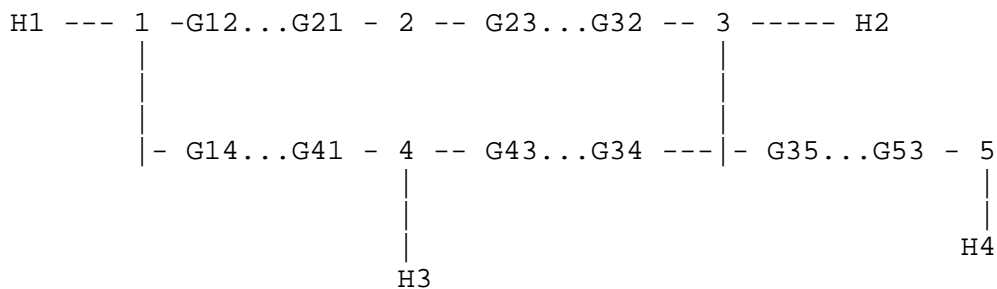 H1 --- 1 -G12...G21 - 2 -- G23...G32 -- 3 ----- H2
|- G14...G41 - 4 -- G43...G34 ---|- G35...G53 - 5
H4
H3